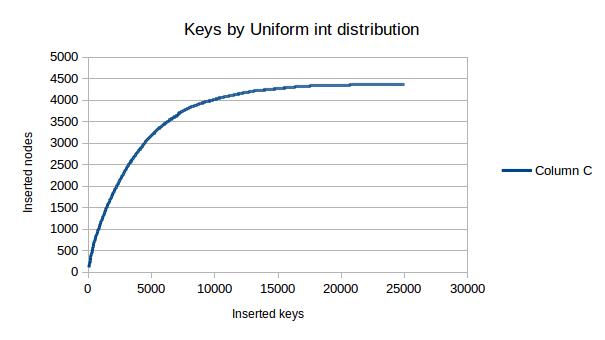 Keys by Uniform int distribution
5000
4500
4000
3500
3000
2500
2000
1500
1000
500
0
Inserted nodes
0 5000 10000 15000 20000 25000 30000
Inserted keys
Column C